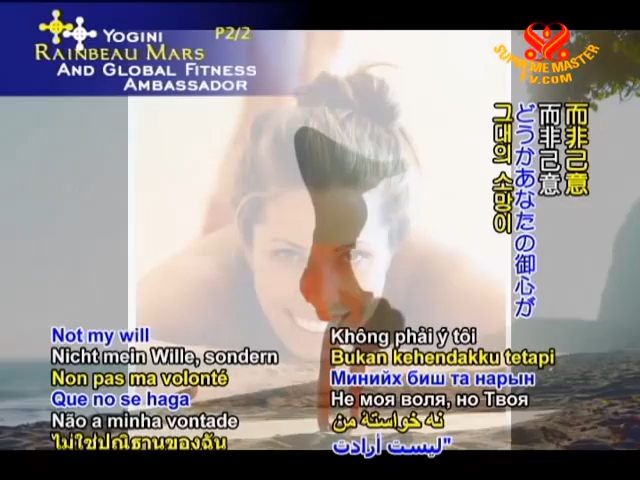 YOGINI P2/2
RAINBEAU MARS
AND GLOBAL FITNESS
AMBASSADOR
SUPREME MASTER
TV.COM
而非己意
而非己意
どうかあなたの御心が
그대의 소망이
Not my will
Nicht mein Wille, sondern
Non pas ma volonté
Que no se haga
Não a minha vontade
ไม่ใช่ปณิธานของฉัน
Không phải ý tôi
Bukan kehendakku tetapi
Минийх биш та нарын
Не моя воля, но Твоя
نه خواستهٔ من
ليست أرادت"